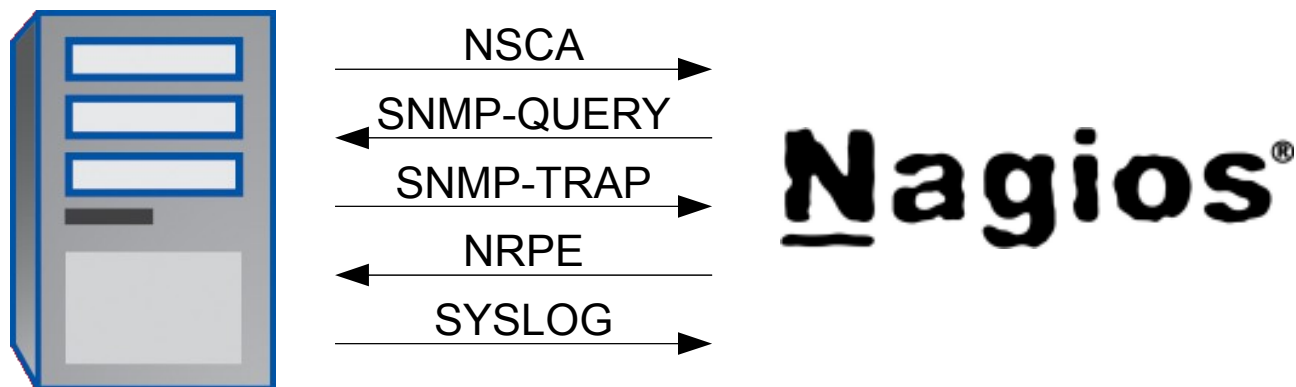 NSCA
SNMP-QUERY
SNMP-TRAP
NRPE
SYSLOG
Nagios®